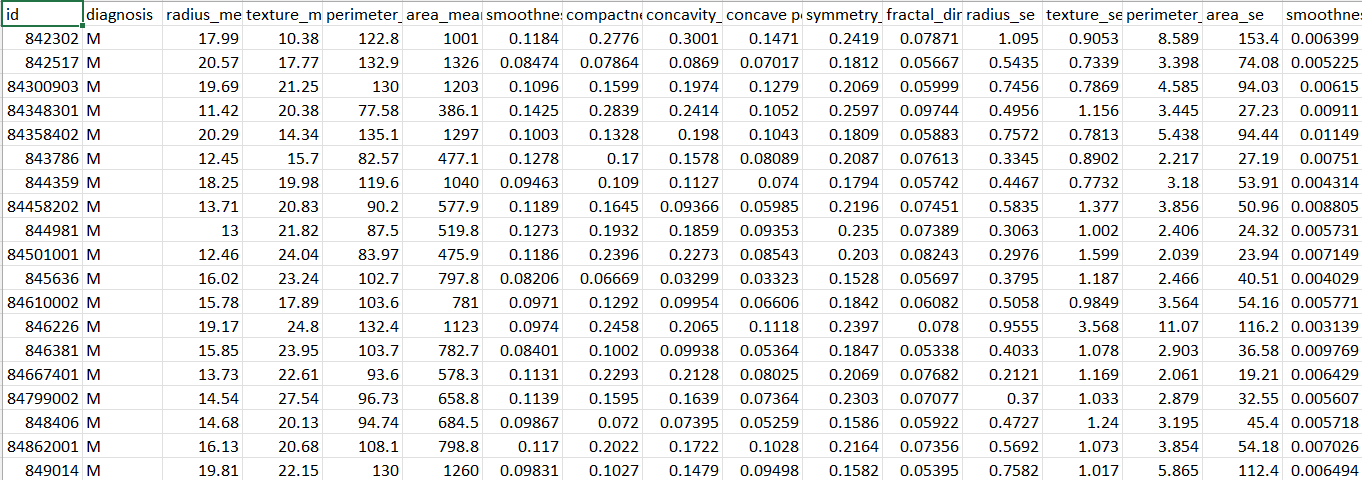 id diagnosis radius_me texture_m perimeter_ area_mea smoothnes compactne concavity_ concave po symmetry_ fractal_dir radius_se texture_se perimeter_ area_se smoothnes
842302 M 17.99 10.38 122.8 1001 0.1184 0.2776 0.3001 0.1471 0.2419 0.07871 1.095 0.9053 8.589 153.4 0.006399
842517 M 20.57 17.77 132.9 1326 0.08474 0.07864 0.0869 0.07017 0.1812 0.05667 0.5435 0.7339 3.398 74.08 0.005225
84300903 M 19.69 21.25 130 1203 0.1096 0.1599 0.1974 0.1279 0.2069 0.05999 0.7456 0.7869 4.585 94.03 0.00615
84348301 M 11.42 20.38 77.58 386.1 0.1425 0.2839 0.2414 0.1052 0.2597 0.09744 0.4956 1.156 3.445 27.23 0.00911
84358402 M 20.29 14.34 135.1 1297 0.1003 0.1328 0.198 0.1043 0.1809 0.05883 0.7572 0.7813 5.438 94.44 0.01149
843786 M 12.45 15.7 82.57 477.1 0.1278 0.17 0.1578 0.08089 0.2087 0.07613 0.3345 0.8902 2.217 27.19 0.00751
844359 M 18.25 19.98 119.6 1040 0.09463 0.109 0.1127 0.074 0.1794 0.05742 0.4467 0.7732 3.18 53.91 0.004314
84458202 M 13.71 20.83 90.2 577.9 0.1189 0.1645 0.09366 0.05985 0.2196 0.07451 0.5835 1.377 3.856 50.96 0.008805
844981 M 13 21.82 87.5 519.8 0.1273 0.1932 0.1859 0.09353 0.235 0.07389 0.3063 1.002 2.406 24.32 0.005731
84501001 M 12.46 24.04 83.97 475.9 0.1186 0.2396 0.2273 0.08543 0.203 0.08243 0.2976 1.599 2.039 23.94 0.007149
845636 M 16.02 23.24 102.7 797.8 0.08206 0.06669 0.03299 0.03323 0.1528 0.05697 0.3795 1.187 2.466 40.51 0.004029
84610002 M 15.78 17.89 103.6 781 0.0971 0.1292 0.09954 0.06606 0.1842 0.06082 0.5058 0.9849 3.564 54.16 0.005771
846226 M 19.17 24.8 132.4 1123 0.0974 0.2458 0.2065 0.1118 0.2397 0.078 0.9555 3.568 11.07 116.2 0.003139
846381 M 15.85 23.95 103.7 782.7 0.08401 0.1002 0.09938 0.05364 0.1847 0.05338 0.4033 1.078 2.903 36.58 0.009769
84667401 M 13.73 22.61 93.6 578.3 0.1131 0.2293 0.2128 0.08025 0.2069 0.07682 0.2121 1.169 2.061 19.21 0.006429
84799002 M 14.54 27.54 96.73 658.8 0.1139 0.1595 0.1639 0.07364 0.2303 0.07077 0.37 1.033 2.879 32.55 0.005607
848406 M 14.68 20.13 94.74 684.5 0.09867 0.072 0.07395 0.05259 0.1586 0.05922 0.4727 1.24 3.195 45.4 0.005718
84862001 M 16.13 20.68 108.1 798.8 0.117 0.2022 0.1722 0.1028 0.2164 0.07356 0.5692 1.073 3.854 54.18 0.007026
849014 M 19.81 22.15 130 1260 0.09831 0.1027 0.1479 0.09498 0.1582 0.05395 0.7582 1.017 5.865 112.4 0.006494